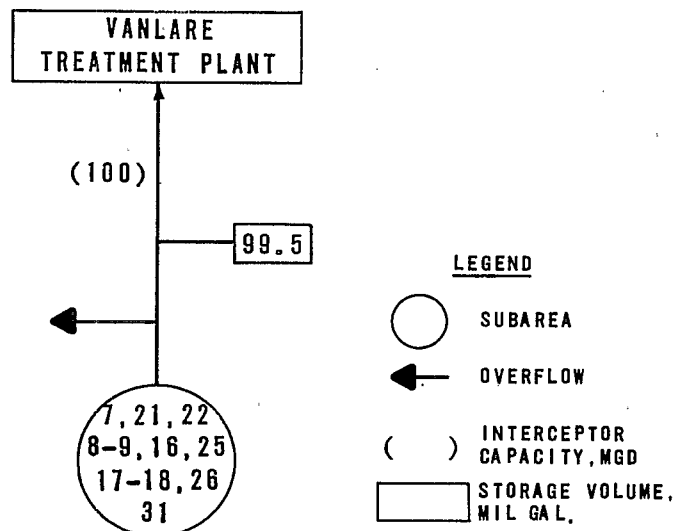 VANLARE
TREATMENT PLANT
(100)
99.5
7,21,22
8-9,16,25
17-18,26
31
LEGEND
SUBAREA
OVERFLOW
( ) INTERCEPTOR
CAPACITY,MGD
STORAGE VOLUME,
MIL GAL.